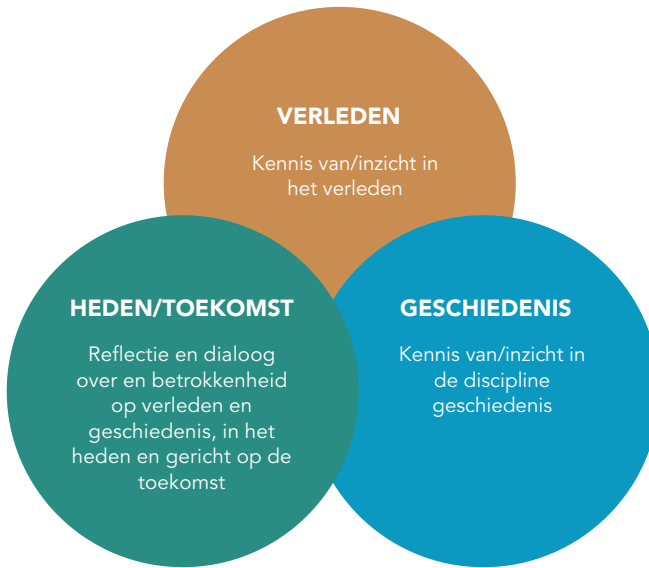 VERLEDEN
Kennis van/inzicht in
het verleden
HEDEN/TOEKOMST
Reflectie en dialoog
over en betrokkenheid
op verleden en
geschiedenis, in het
heden en gericht op de
toekomst
GESCHIEDENIS
Kennis van/inzicht in
de discipline
geschiedenis